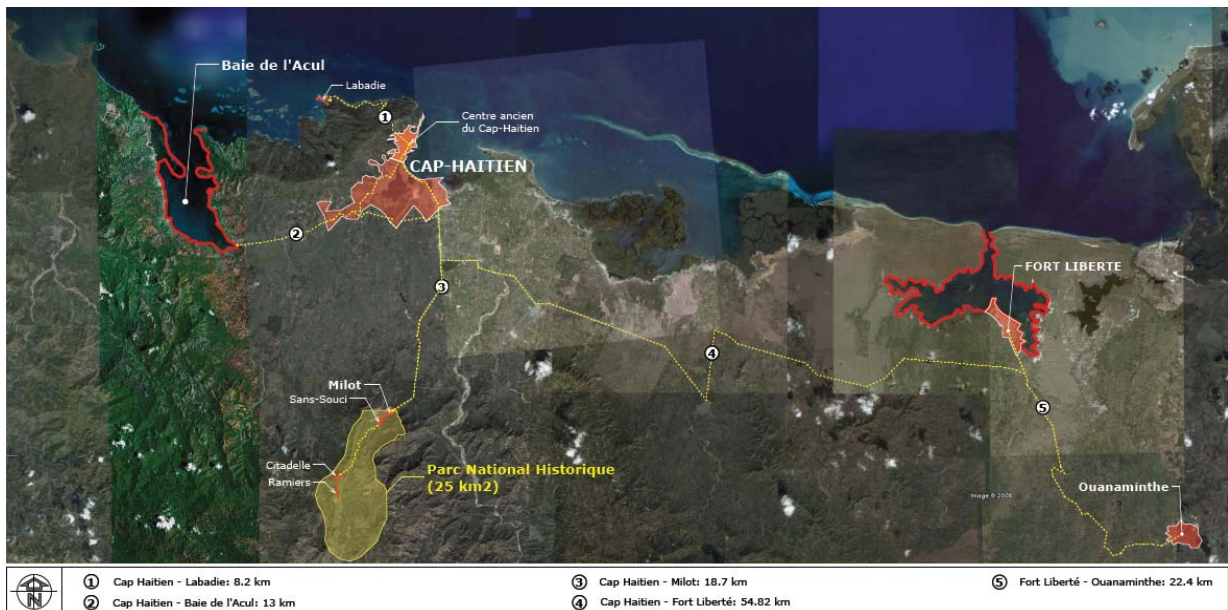 Baie de l'Acul
Labadie
1
Centre ancien
du Cap-Haitien
CAP-HAITIEN
2
3
FORT LIBERTE
4
5
Milot
Sans-Souci
Citadelle
Ramiers
Parc National Historique
(25 km2)
Ouanaminthe
Image © 2008
N
1 Cap Haitien - Labadie: 8.2 km
2 Cap Haitien - Baie de l'Acul: 13 km
3 Cap Haitien - Milot: 18.7 km
4 Cap Haitien - Fort Liberté: 54.82 km
5 Fort Liberté - Ouanaminthe: 22.4 km